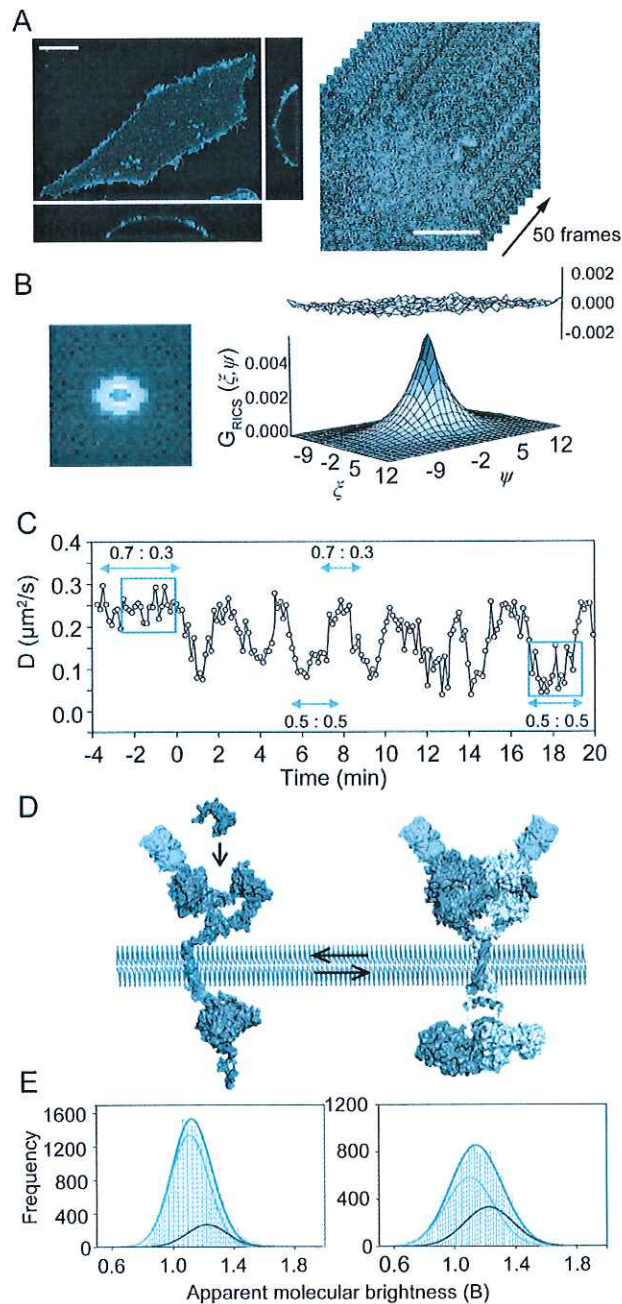 A
50 frames
B
0.002
0.000
-0.002
G_RICS (ξ,ψ)
0.004
0.002
0.000
-9 -2 5 12
ξ
-9 -2 5 12
ψ
C
0.7 : 0.3
0.7 : 0.3
D (μm²/s)
0.4
0.3
0.2
0.1
0.0
0.5 : 0.5
0.5 : 0.5
-4 -2 0 2 4 6 8 10 12 14 16 18 20
Time (min)
D
E
Frequency
1600
1200
800
400
0
0.6 1.0 1.4 1.8
1200
800
400
0
0.6 1.0 1.4 1.8
Apparent molecular brightness (B)